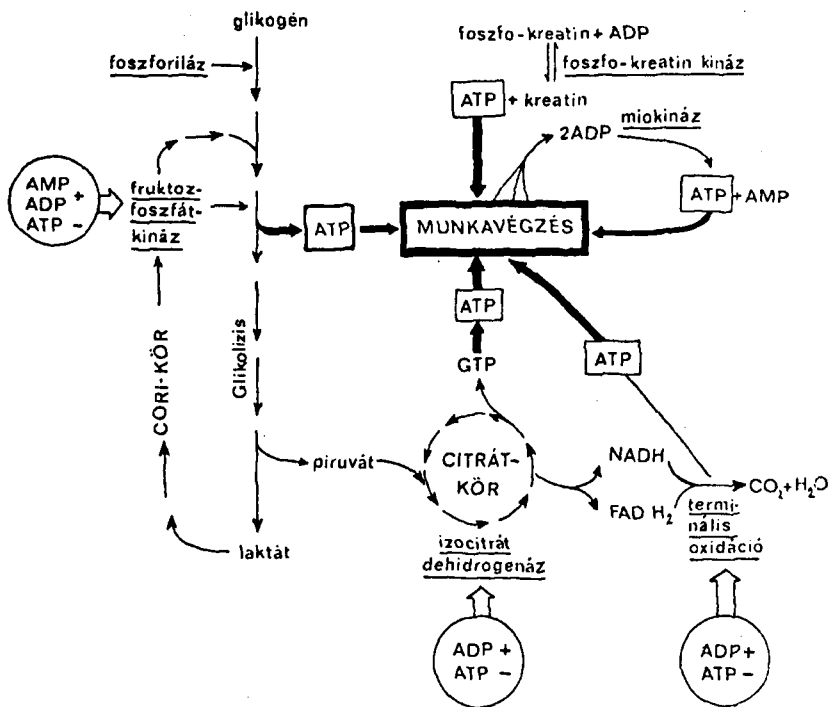 glikogén
foszforiláz
foszfo-kreatin + ADP
foszfo-kreatin kináz
ATP + kreatin
2ADP
miokináz
ATP + AMP
AMP
ADP +
ATP -
fruktoz-
foszfát-
kináz
ATP
MUNKAVÉGZÉS
ATP
ATP
GTP
Glikolízis
CORI-KÖR
piruvát
CITRÁT-
KÖR
NADH
FAD H₂
CO₂+H₂O
termi-
nális
oxidáció
laktát
izocitrát
dehidrogenáz
ADP +
ATP -
ADP +
ATP -